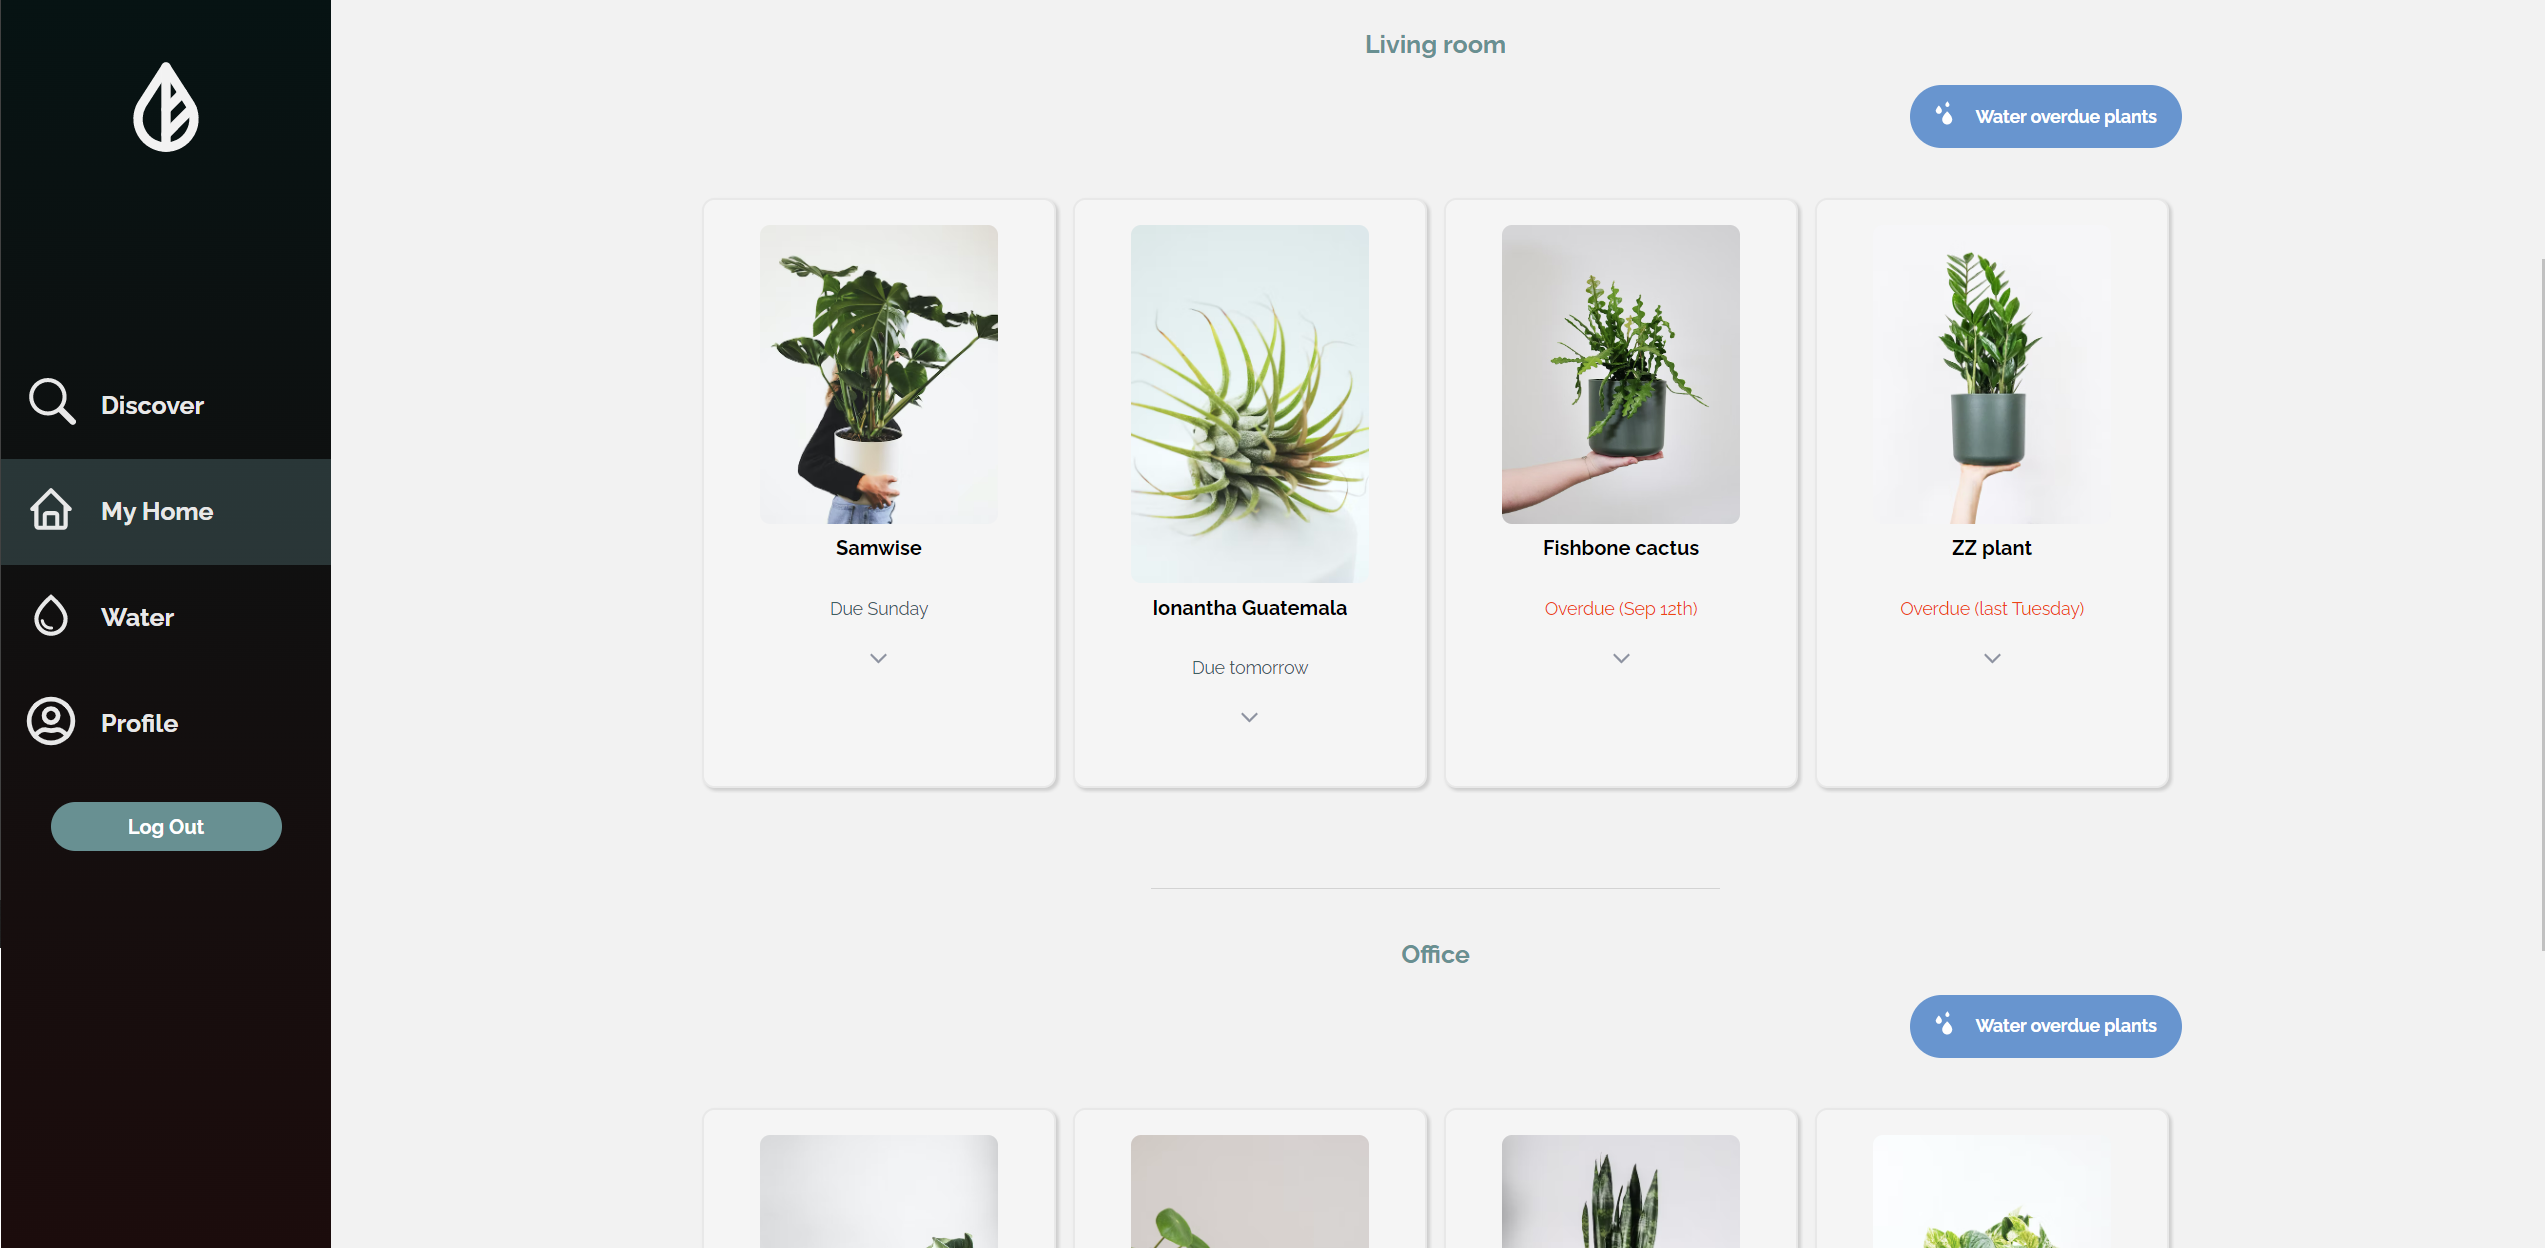 Discover
My Home
Water
Profile
Log Out
Living room
Water overdue plants
Samwise
Due Sunday
Ionantha Guatemala
Due tomorrow
Fishbone cactus
Overdue (Sep 12th)
ZZ plant
Overdue (last Tuesday)
Office
Water overdue plants